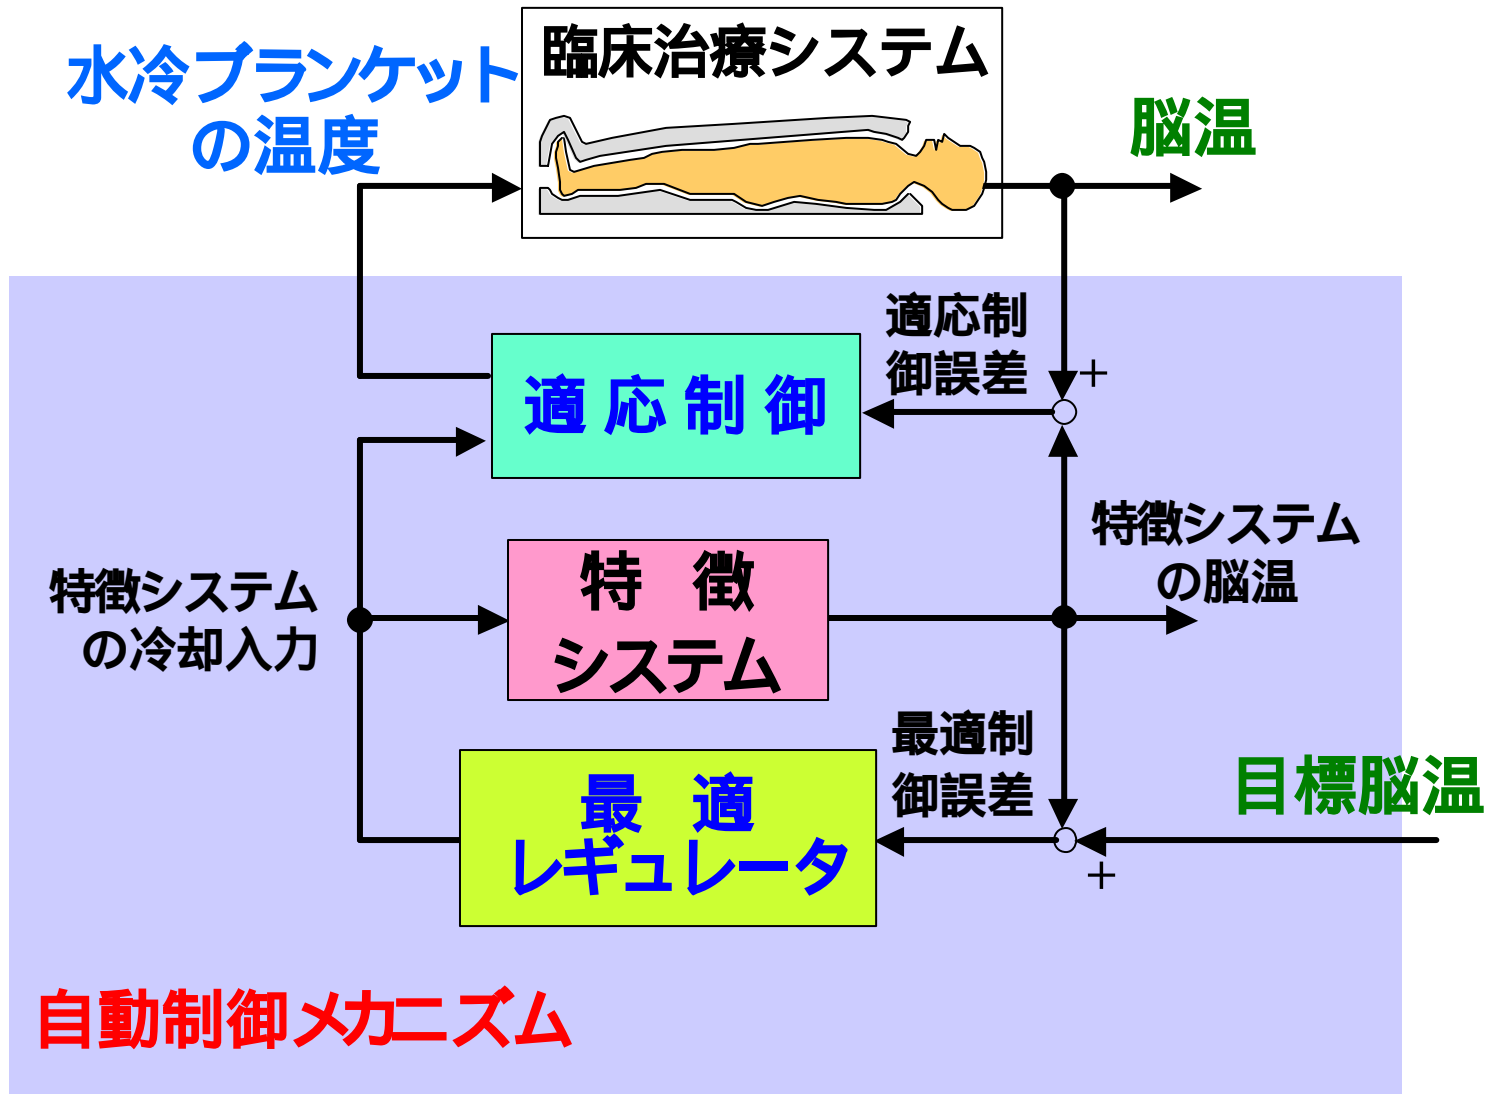 臨床治療システム
水冷ブランケット
の温度
脳温
適応制
御誤差
+
適応制御
特徴システム
の脳温
特徴システム
の冷却入力
特 徴
システム
最適制
御誤差
目標脳温
最 適
レギュレータ
+
自動制御メカニズム